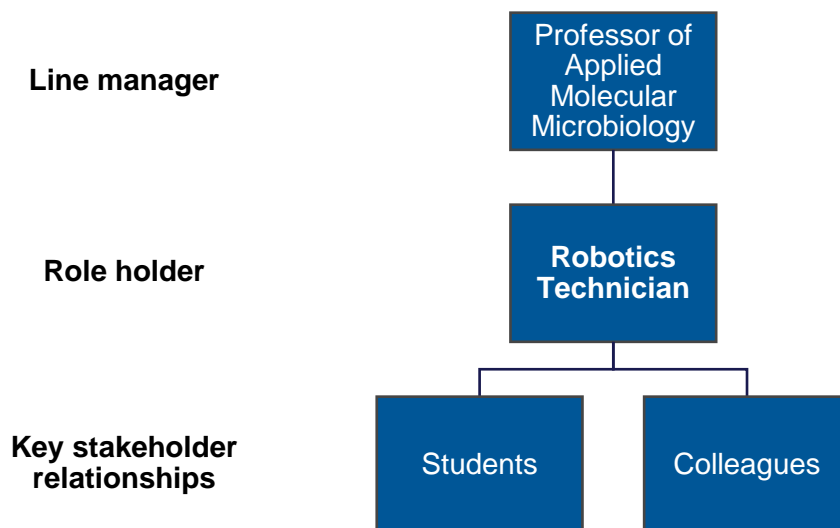 Line manager
Professor of
Applied
Molecular
Microbiology
Role holder
Robotics
Technician
Key stakeholder
relationships
Students
Colleagues